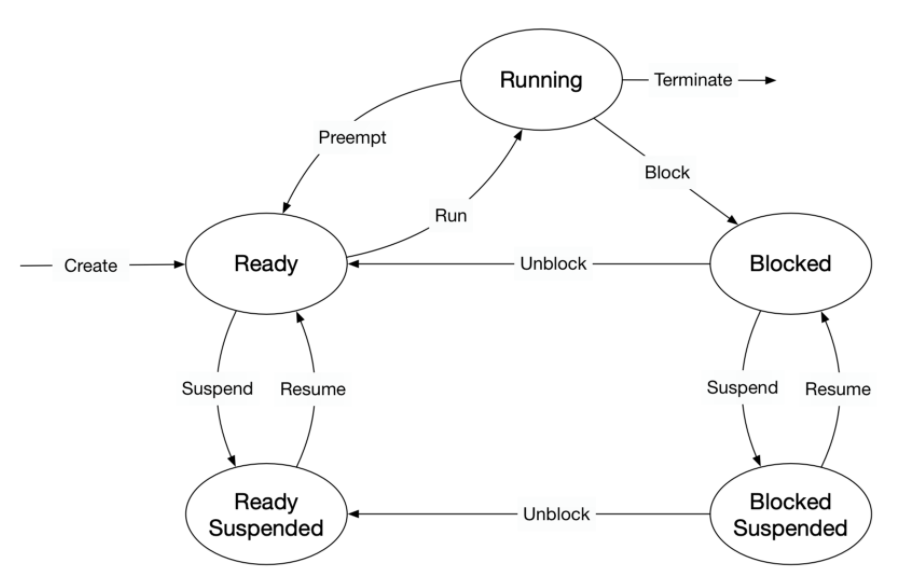 Running
Terminate
Preempt
Block
Run
Create
Ready
Unblock
Blocked
Suspend
Resume
Suspend
Resume
Ready
Suspended
Unblock
Blocked
Suspended